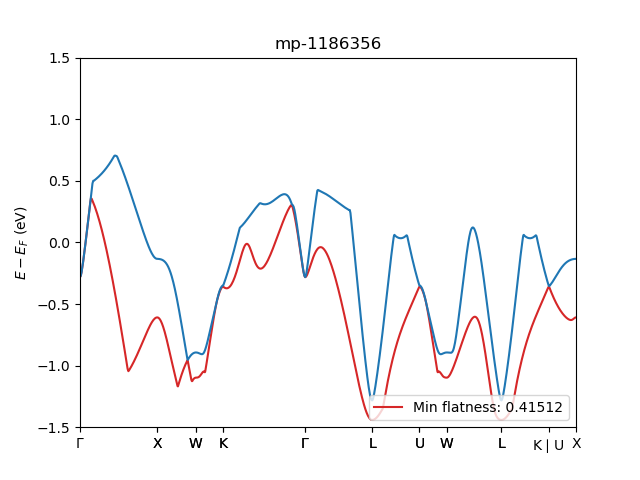 mp-1186356
E − E_F (eV)
1.5
1.0
0.5
0.0
−0.5
−1.0
−1.5
Min flatness: 0.41512
Γ X W K Γ L U W L K | U X